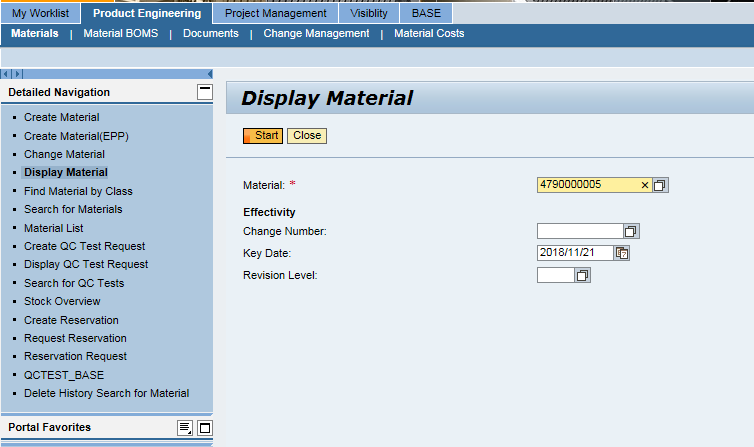 My Worklist Product Engineering Project Management Visiblity BASE
Materials | Material BOMS | Documents | Change Management | Material Costs
Detailed Navigation
Create Material
Create Material(EPP)
Change Material
Display Material
Find Material by Class
Search for Materials
Material List
Create QC Test Request
Display QC Test Request
Search for QC Tests
Stock Overview
Create Reservation
Request Reservation
Reservation Request
QCTEST_BASE
Delete History Search for Material
Portal Favorites
Display Material
Start Close
Material: * 4790000005
Effectivity
Change Number:
Key Date: 2018/11/21
Revision Level: